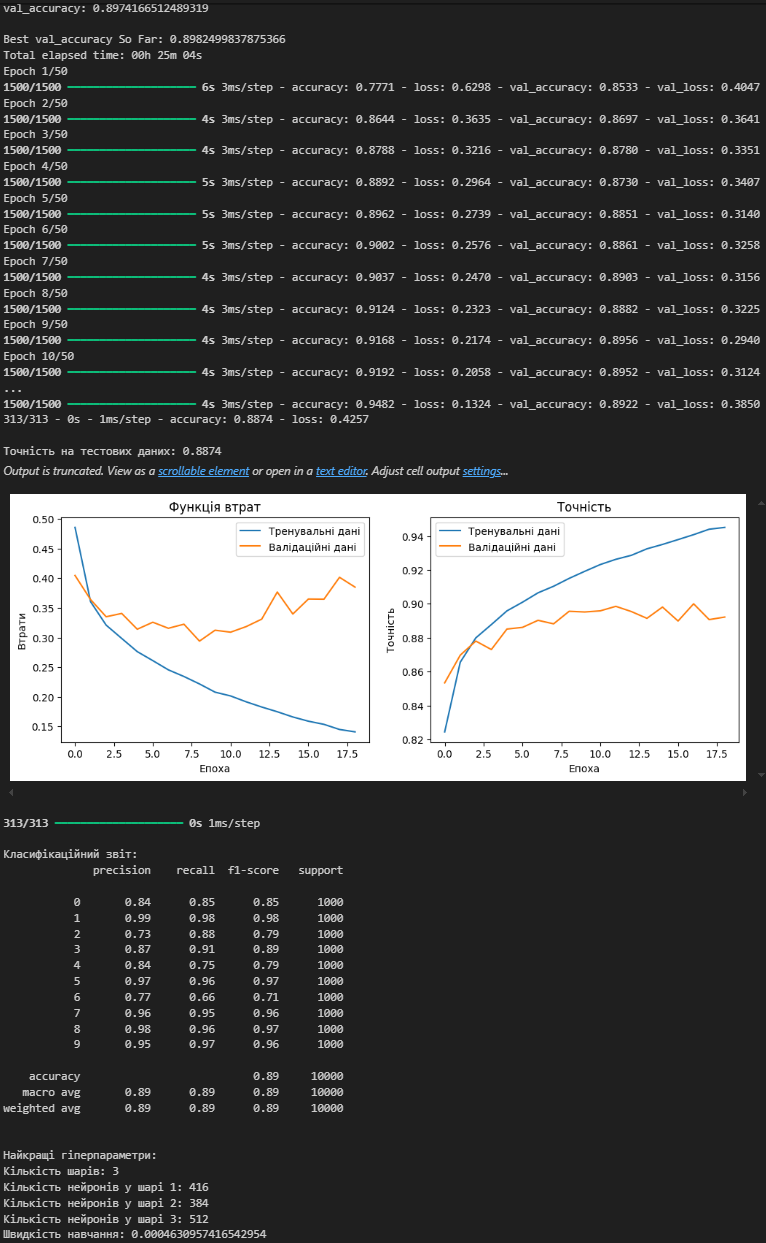 val_accuracy: 0.8974166512489319
Best val_accuracy So Far: 0.8982499837875366
Total elapsed time: 00h 25m 04s
Epoch 1/50
1500/1500 ━━━━━━━━━━━━━━━━━━━━ 6s 3ms/step - accuracy: 0.7771 - loss: 0.6298 - val_accuracy: 0.8533 - val_loss: 0.4047
Epoch 2/50
1500/1500 ━━━━━━━━━━━━━━━━━━━━ 4s 3ms/step - accuracy: 0.8644 - loss: 0.3635 - val_accuracy: 0.8697 - val_loss: 0.3641
Epoch 3/50
1500/1500 ━━━━━━━━━━━━━━━━━━━━ 4s 3ms/step - accuracy: 0.8788 - loss: 0.3216 - val_accuracy: 0.8780 - val_loss: 0.3351
Epoch 4/50
1500/1500 ━━━━━━━━━━━━━━━━━━━━ 5s 3ms/step - accuracy: 0.8892 - loss: 0.2964 - val_accuracy: 0.8730 - val_loss: 0.3407
Epoch 5/50
1500/1500 ━━━━━━━━━━━━━━━━━━━━ 5s 3ms/step - accuracy: 0.8962 - loss: 0.2739 - val_accuracy: 0.8851 - val_loss: 0.3140
Epoch 6/50
1500/1500 ━━━━━━━━━━━━━━━━━━━━ 5s 3ms/step - accuracy: 0.9002 - loss: 0.2576 - val_accuracy: 0.8861 - val_loss: 0.3258
Epoch 7/50
1500/1500 ━━━━━━━━━━━━━━━━━━━━ 4s 3ms/step - accuracy: 0.9037 - loss: 0.2470 - val_accuracy: 0.8903 - val_loss: 0.3156
Epoch 8/50
1500/1500 ━━━━━━━━━━━━━━━━━━━━ 4s 3ms/step - accuracy: 0.9124 - loss: 0.2323 - val_accuracy: 0.8882 - val_loss: 0.3225
Epoch 9/50
1500/1500 ━━━━━━━━━━━━━━━━━━━━ 4s 3ms/step - accuracy: 0.9168 - loss: 0.2174 - val_accuracy: 0.8956 - val_loss: 0.2940
Epoch 10/50
1500/1500 ━━━━━━━━━━━━━━━━━━━━ 4s 3ms/step - accuracy: 0.9192 - loss: 0.2058 - val_accuracy: 0.8952 - val_loss: 0.3124
...
1500/1500 ━━━━━━━━━━━━━━━━━━━━ 4s 3ms/step - accuracy: 0.9482 - loss: 0.1324 - val_accuracy: 0.8922 - val_loss: 0.3850
313/313 - 0s - 1ms/step - accuracy: 0.8874 - loss: 0.4257
Точність на тестових даних: 0.8874
Output is truncated. View as a scrollable element or open in a text editor. Adjust cell output settings...
Функція втрат
Тренувальні дані
Валідаційні дані
0.50
0.45
0.40
0.35
0.30
0.25
0.20
0.15
Втрати
0.0 2.5 5.0 7.5 10.0 12.5 15.0 17.5
Епоха
Точність
Тренувальні дані
Валідаційні дані
0.94
0.92
0.90
0.88
0.86
0.84
0.82
Точність
0.0 2.5 5.0 7.5 10.0 12.5 15.0 17.5
Епоха
313/313 ━━━━━━━━━━━━━━━━━━━━ 0s 1ms/step
Класифікаційний звіт:
precision recall f1-score support
0 0.84 0.85 0.85 1000
1 0.99 0.98 0.98 1000
2 0.73 0.88 0.79 1000
3 0.87 0.91 0.89 1000
4 0.84 0.75 0.79 1000
5 0.97 0.96 0.97 1000
6 0.77 0.66 0.71 1000
7 0.96 0.95 0.96 1000
8 0.98 0.96 0.97 1000
9 0.95 0.97 0.96 1000
accuracy 0.89 10000
macro avg 0.89 0.89 0.89 10000
weighted avg 0.89 0.89 0.89 10000
Найкращі гіперпараметри:
Кількість шарів: 3
Кількість нейронів у шарі 1: 416
Кількість нейронів у шарі 2: 384
Кількість нейронів у шарі 3: 512
Швидкість навчання: 0.0004630957416542954